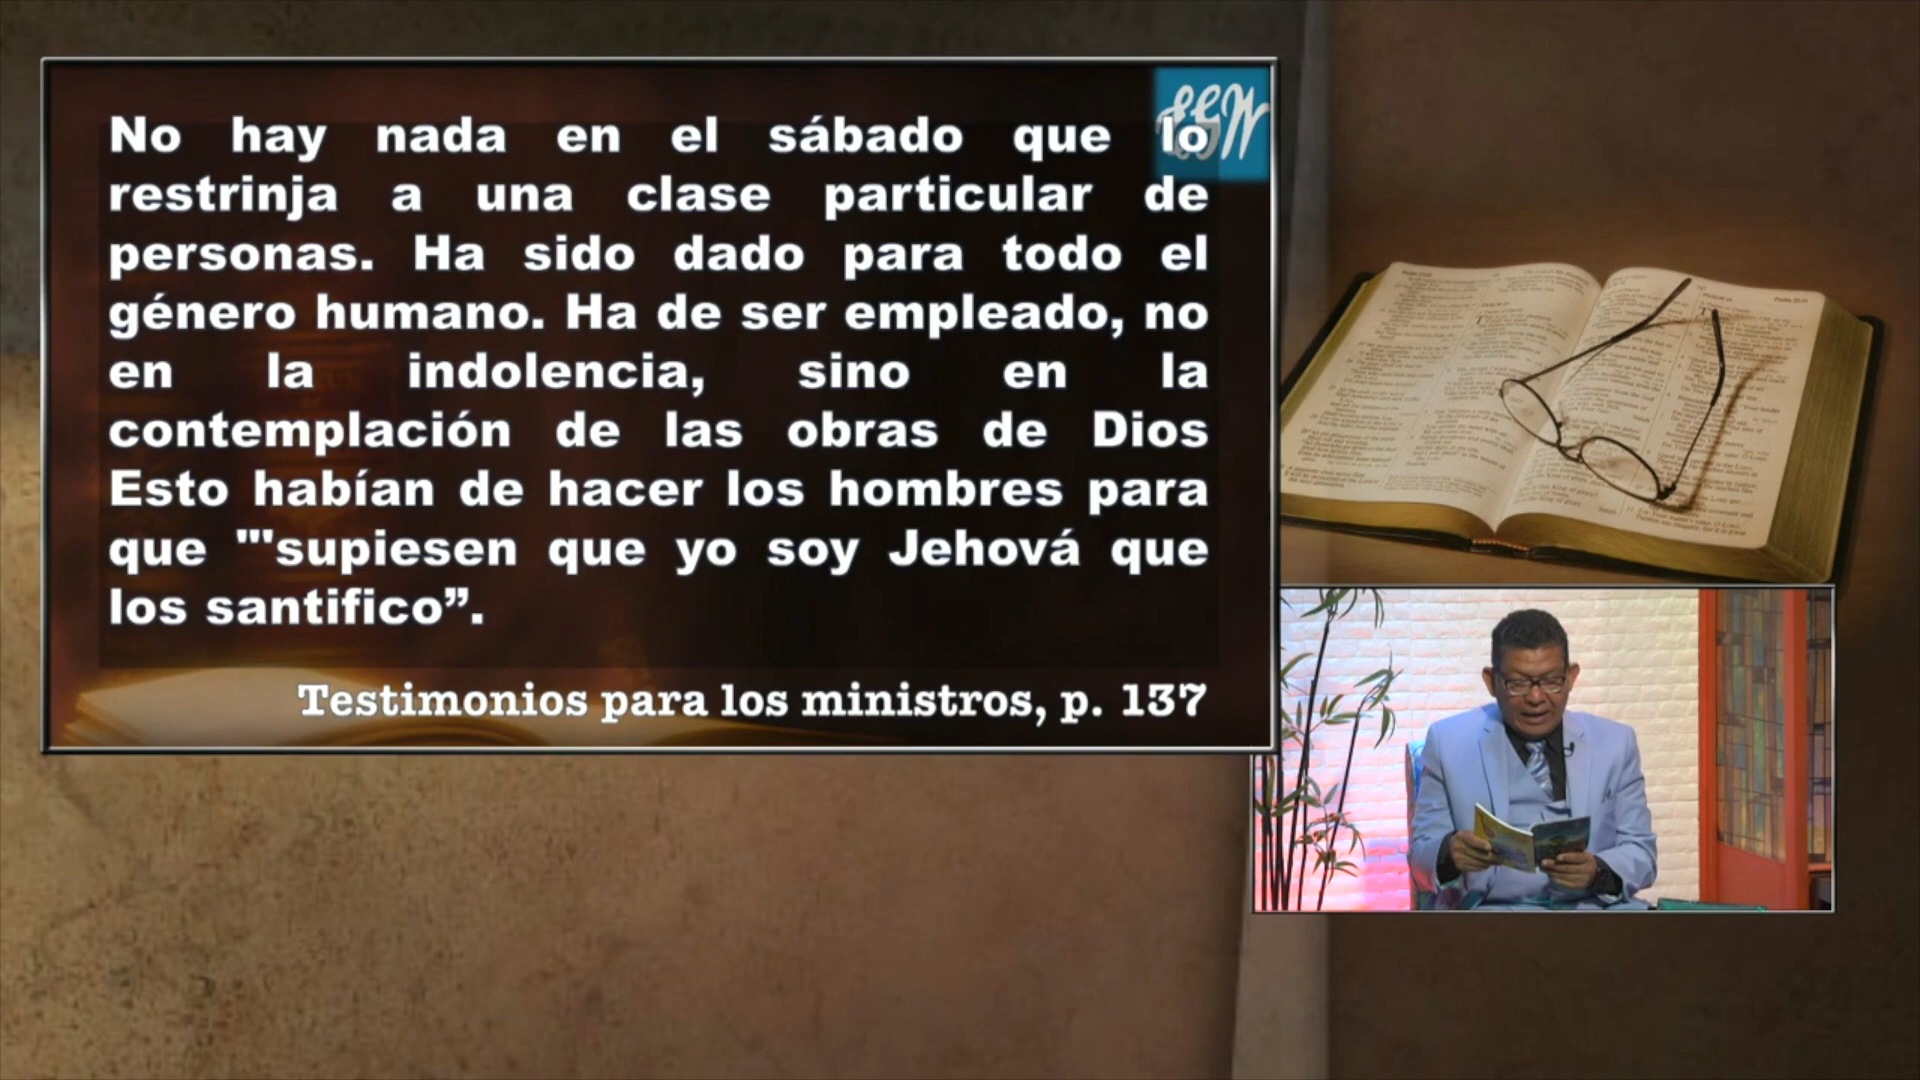 No hay nada en el sábado que lo
restrinja a una clase particular de
personas. Ha sido dado para todo el
género humano. Ha de ser empleado, no
en la indolencia, sino en la
contemplación de las obras de Dios
Esto habían de hacer los hombres para
que "'supiesen que yo soy Jehová que
los santifico”.
Testimonios para los ministros, p. 137
EGW